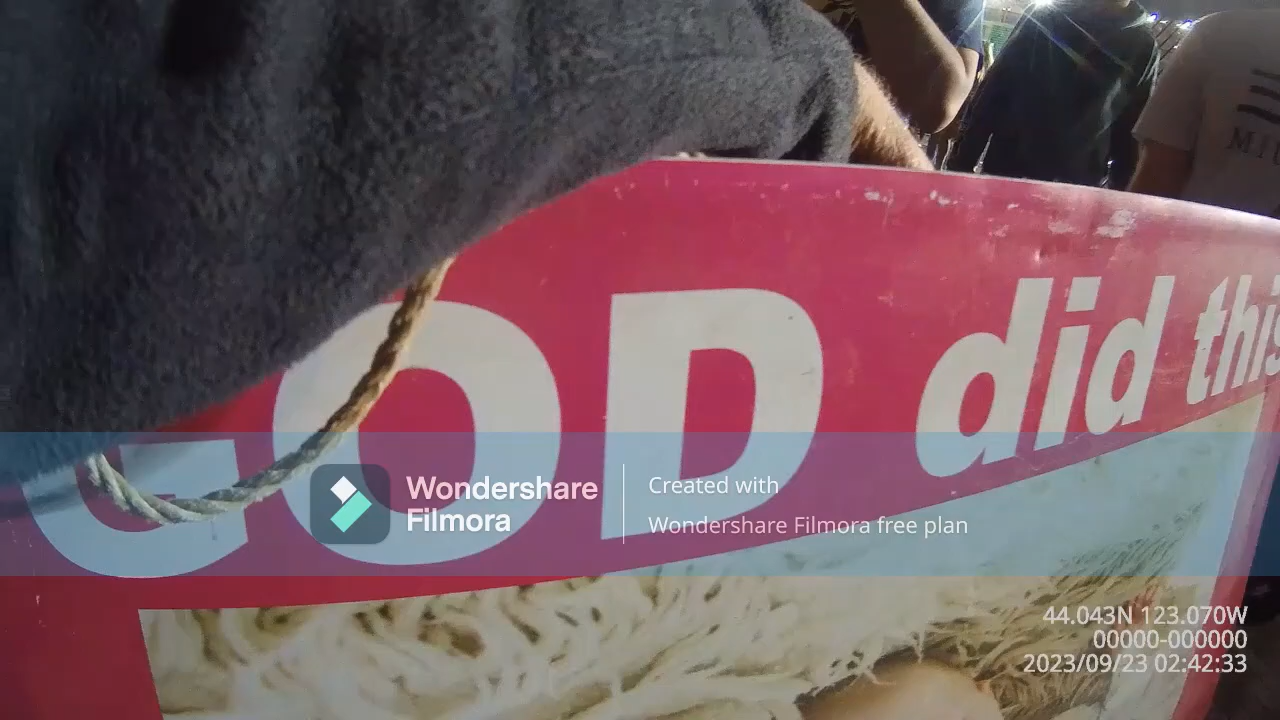 GOD did this
Wondershare
Filmora
Created with
Wondershare Filmora free plan
44.043N 123.070W
00000-000000
2023/09/23 02:42:33